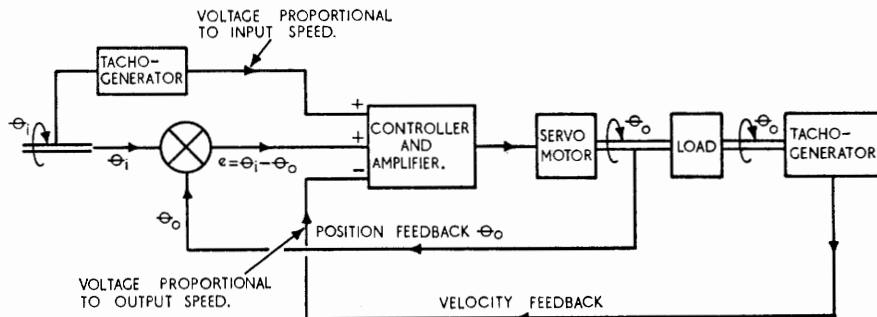 VOLTAGE PROPORTIONAL
TO INPUT SPEED.
TACHO-
GENERATOR
+
θi
θi
e=θi-θo
+
-
CONTROLLER
AND
AMPLIFIER.
SERVO
MOTOR
θo
LOAD
θo
TACHO-
GENERATOR
θo
POSITION FEEDBACK θo
VOLTAGE PROPORTIONAL
TO OUTPUT SPEED.
VELOCITY FEEDBACK